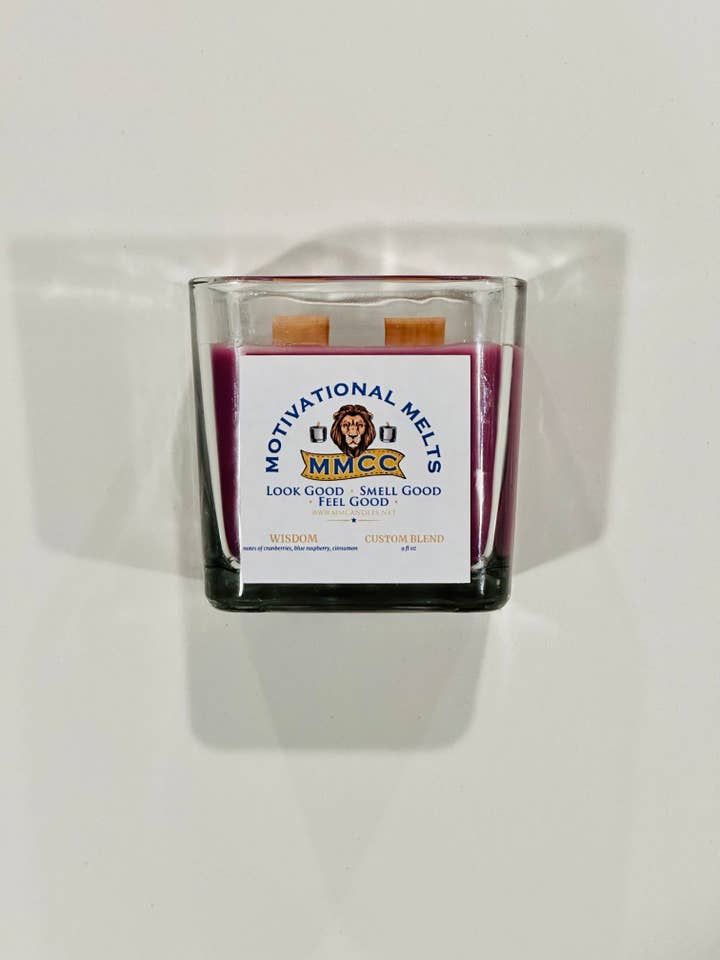 MOTIVATIONAL MELTS
MMCC
LOOK GOOD • SMELL GOOD
• FEEL GOOD •
WWW.MMCANDLES.NET
WISDOM
notes of cranberries, blue raspberry, cinnamon
CUSTOM BLEND
9 fl oz